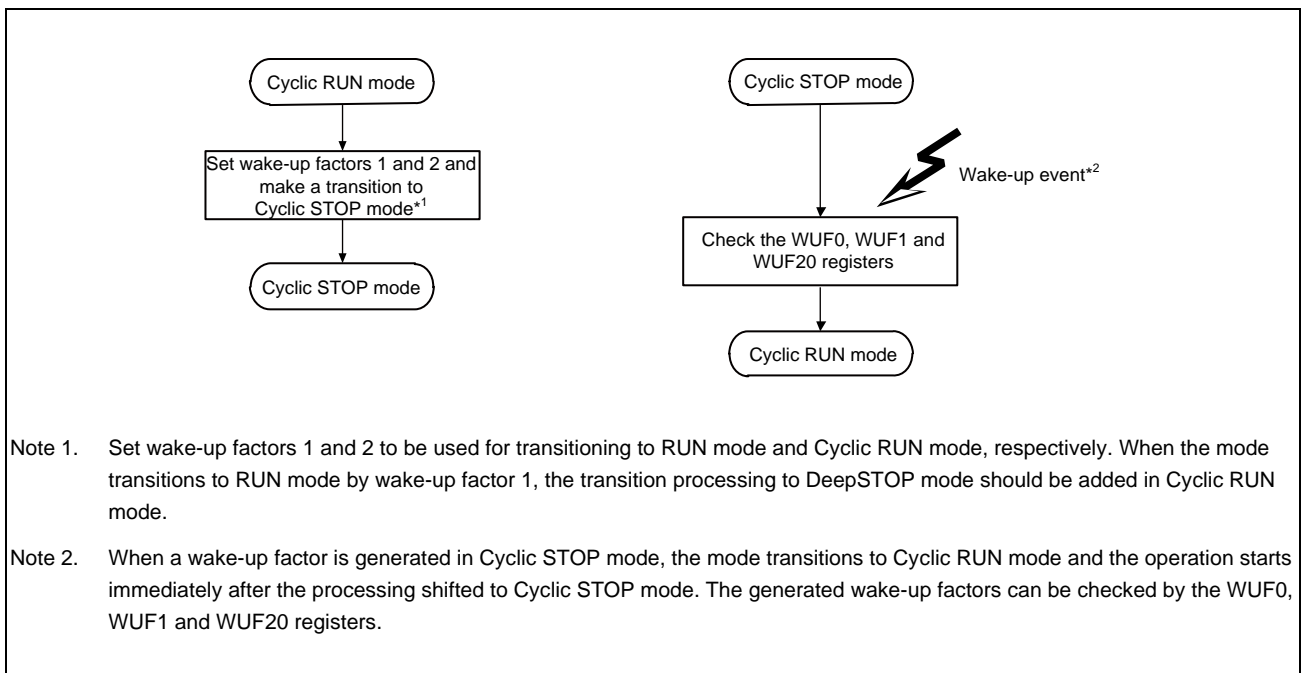 Cyclic RUN mode
Set wake-up factors 1 and 2 and
make a transition to
Cyclic STOP mode*1
Cyclic STOP mode
Cyclic STOP mode
Wake-up event*2
Check the WUF0, WUF1 and
WUF20 registers
Cyclic RUN mode
Note 1. Set wake-up factors 1 and 2 to be used for transitioning to RUN mode and Cyclic RUN mode, respectively. When the mode
transitions to RUN mode by wake-up factor 1, the transition processing to DeepSTOP mode should be added in Cyclic RUN
mode.
Note 2. When a wake-up factor is generated in Cyclic STOP mode, the mode transitions to Cyclic RUN mode and the operation starts
immediately after the processing shifted to Cyclic STOP mode. The generated wake-up factors can be checked by the WUF0,
WUF1 and WUF20 registers.